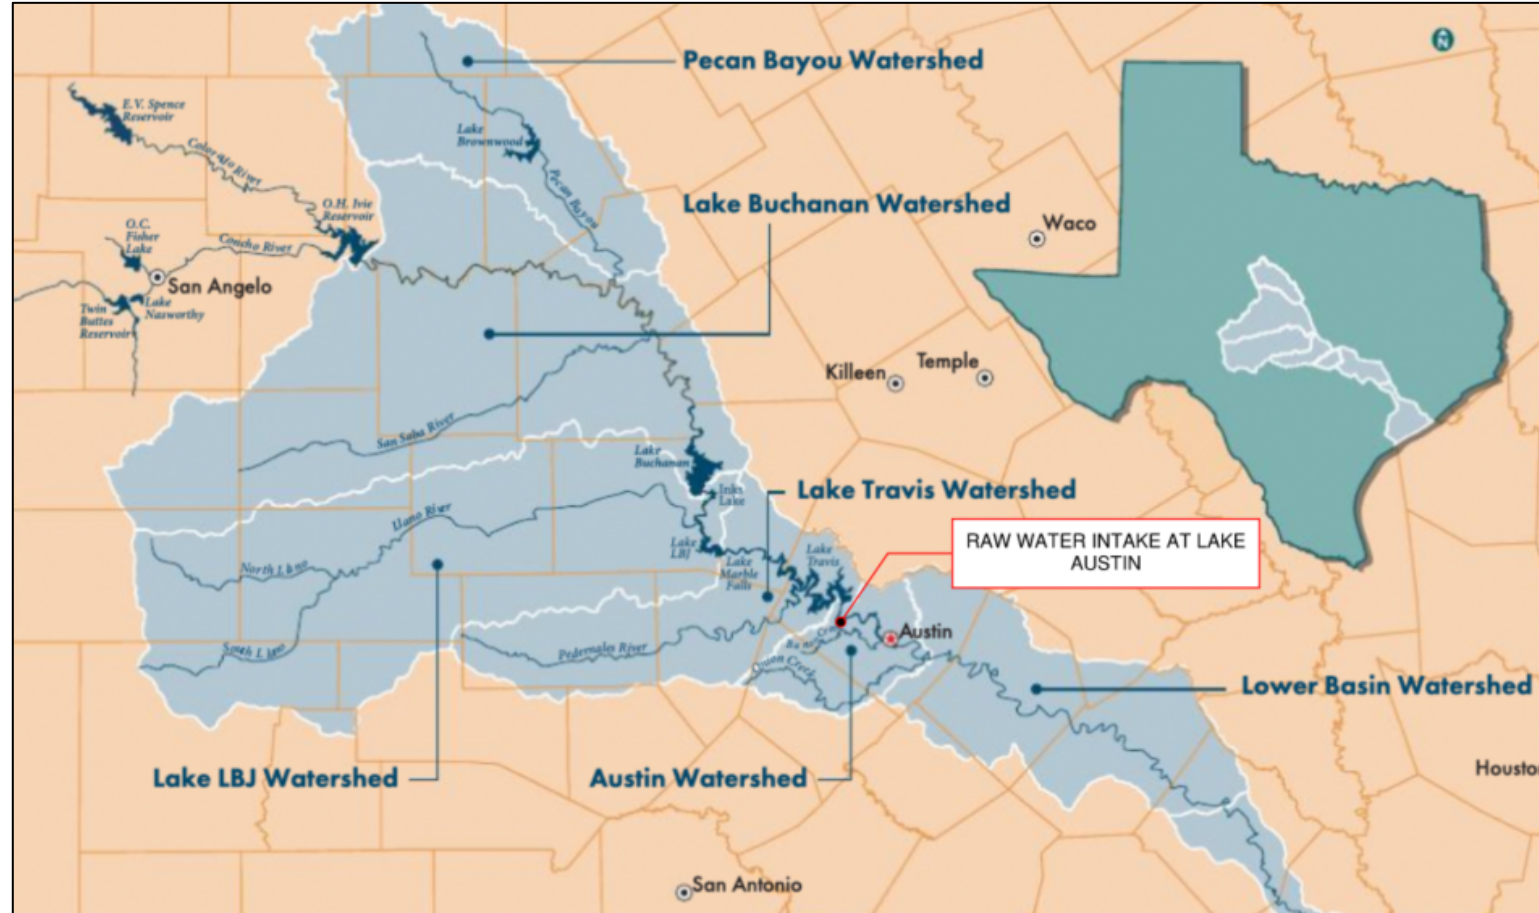 N
Pecan Bayou Watershed
E.V. Spence
Reservoir
Lake
Brownwood
Colorado River
Pecan Bayou
O.H. Ivie
Reservoir
Lake Buchanan Watershed
O.C.
Fisher
Lake
Concho River
Waco
San Angelo
Twin
Buttes
Reservoir
Lake
Nasworthy
Killeen
Temple
San Saba River
Lake
Buchanan
Inks
Lake
Lake Travis Watershed
Llano River
RAW WATER INTAKE AT LAKE
AUSTIN
Lake
LBJ
Lake
Marble
Falls
Lake
Travis
North Llano
South Llano
Pedernales River
Onion Creek
Austin
Lower Basin Watershed
Lake LBJ Watershed
Austin Watershed
Housto
San Antonio